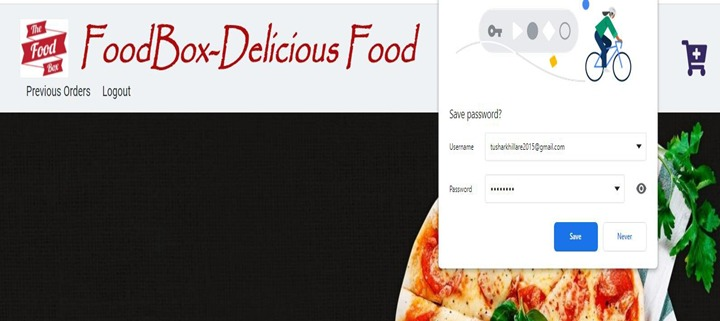 The
Food
Box
FoodBox-Delicious Food
Previous Orders Logout
Save password?
Username tusharkhillare2015@gmail.com
Password ••••••••
Save Never